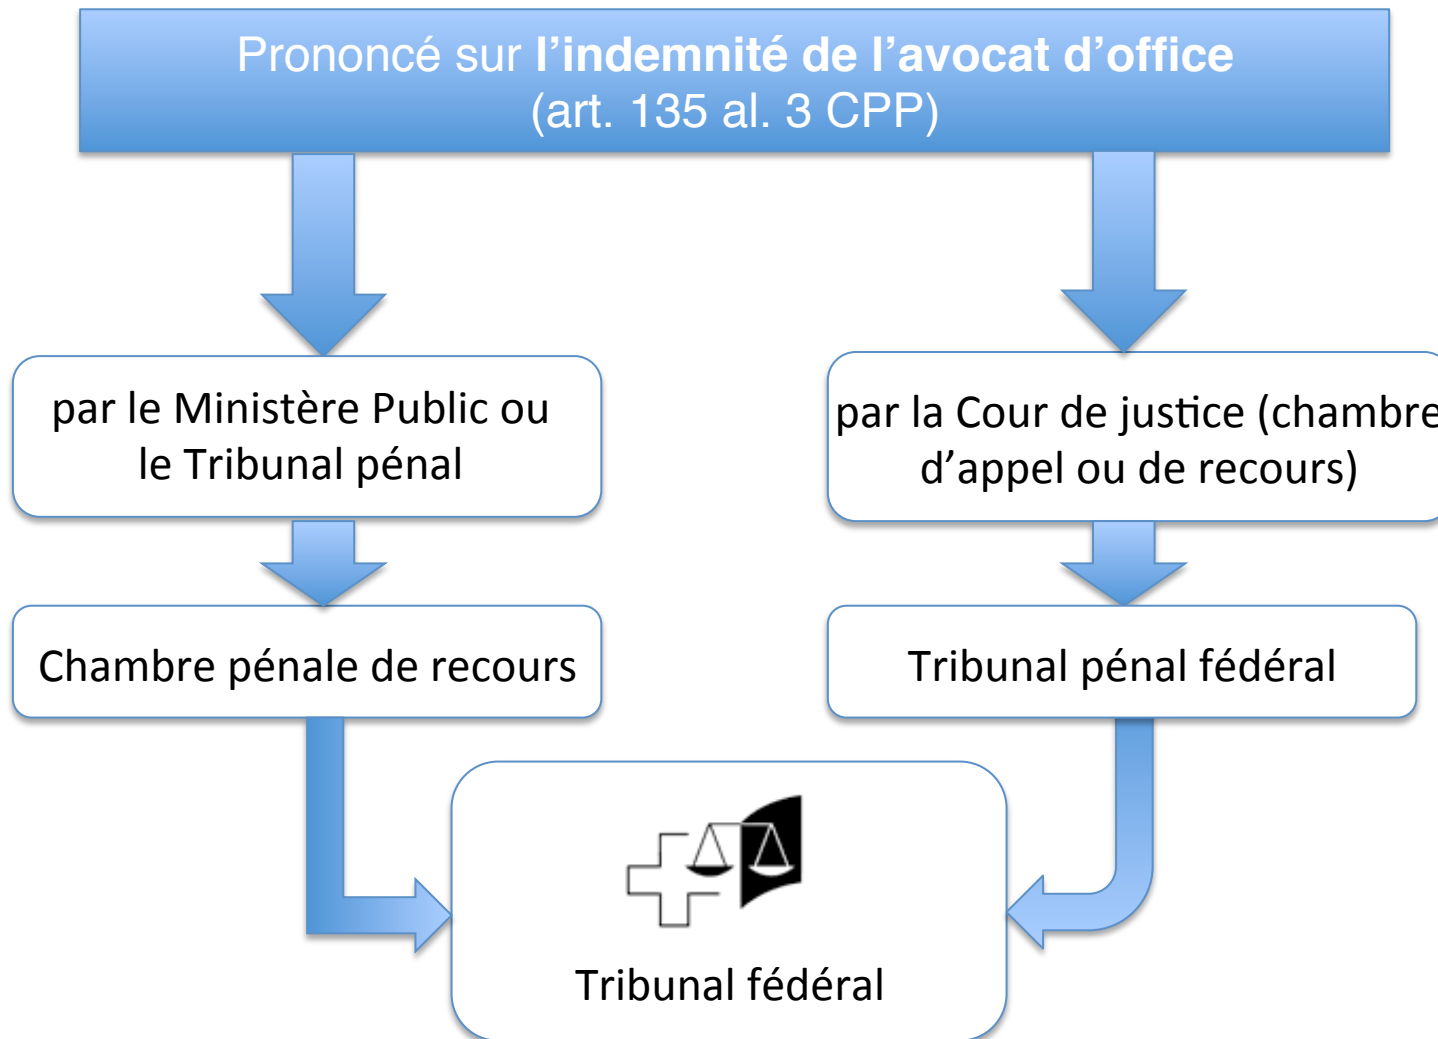 Prononcé sur l’indemnité de l’avocat d’office
(art. 135 al. 3 CPP)
par le Ministère Public ou
le Tribunal pénal
par la Cour de justice (chambre
d’appel ou de recours)
Chambre pénale de recours
Tribunal pénal fédéral
Tribunal fédéral